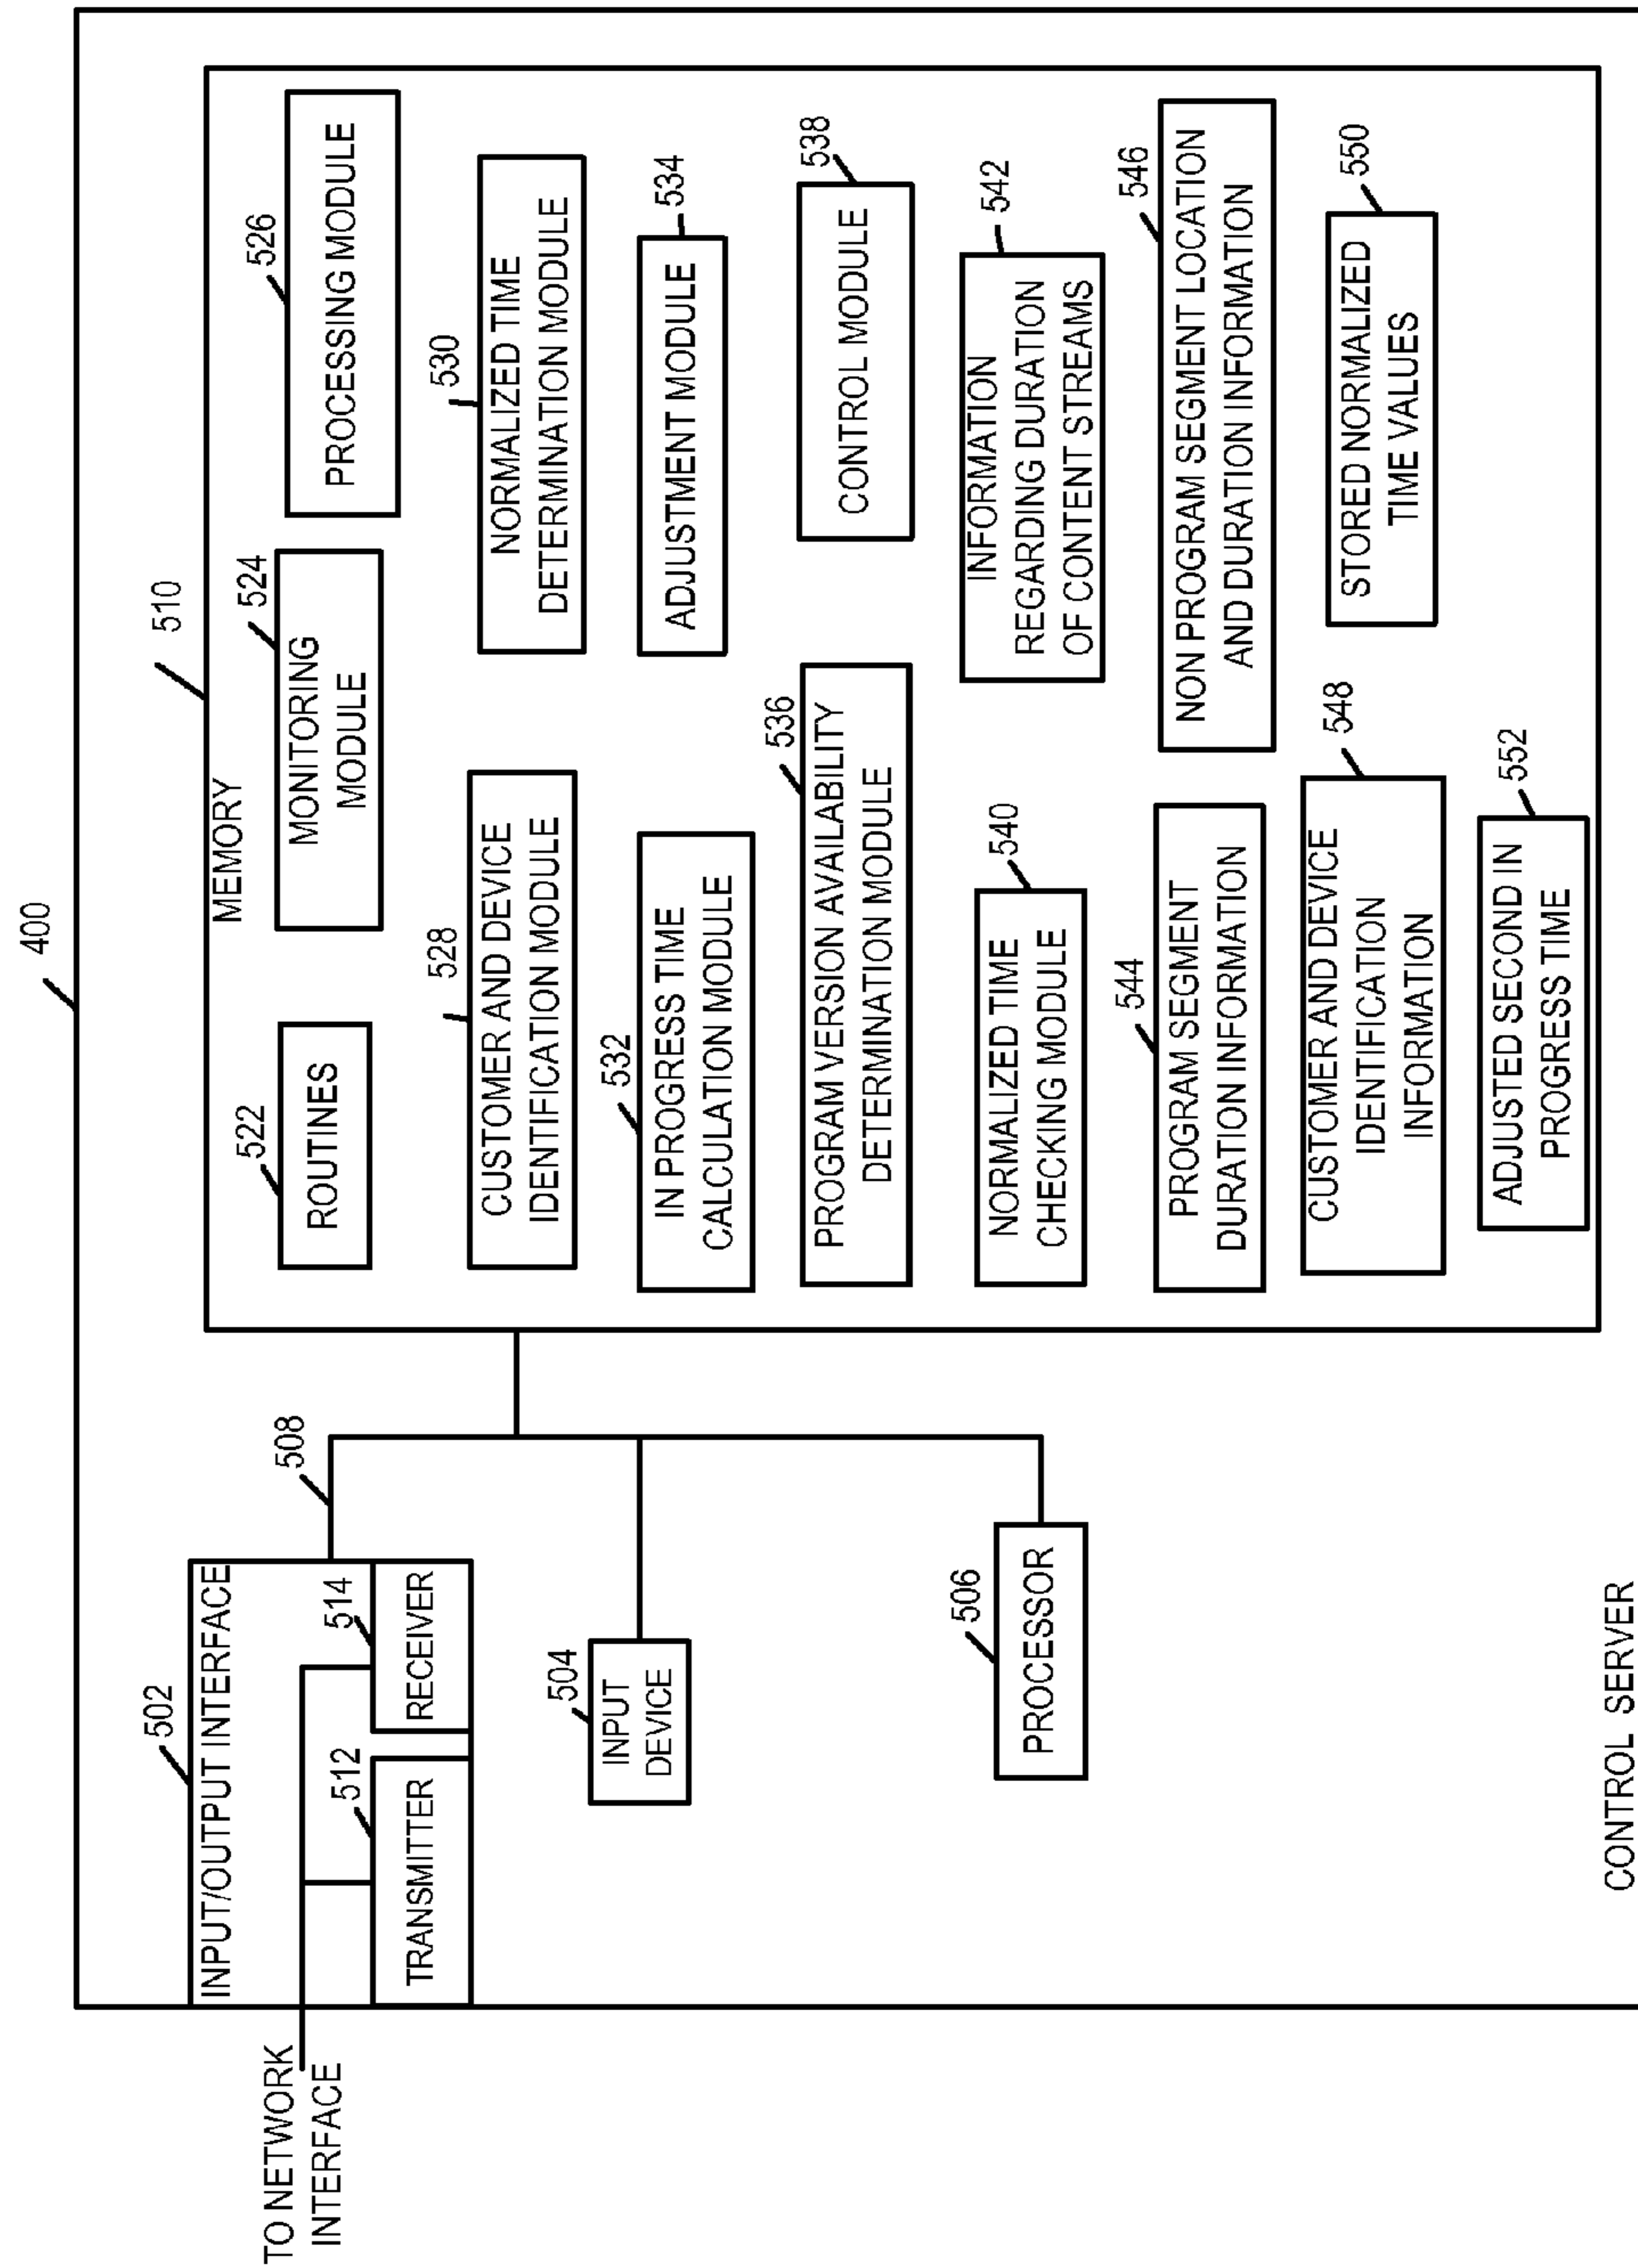 400
TO NETWORK
INTERFACE
502
INPUT/OUTPUT INTERFACE
512
TRANSMITTER
514
RECEIVER
508
504
INPUT
DEVICE
506
PROCESSOR
CONTROL SERVER
510
MEMORY
522
ROUTINES
524
MONITORING
MODULE
526
PROCESSING MODULE
528
CUSTOMER AND DEVICE
IDENTIFICATION MODULE
530
NORMALIZED TIME
DETERMINATION MODULE
532
IN PROGRESS TIME
CALCULATION MODULE
534
ADJUSTMENT MODULE
536
PROGRAM VERSION AVAILABILITY
DETERMINATION MODULE
538
CONTROL MODULE
540
NORMALIZED TIME
CHECKING MODULE
542
INFORMATION
REGARDING DURATION
OF CONTENT STREAMS
544
PROGRAM SEGMENT
DURATION INFORMATION
546
NON PROGRAM SEGMENT LOCATION
AND DURATION INFORMATION
548
CUSTOMER AND DEVICE
IDENTIFICATION
INFORMATION
550
STORED NORMALIZED
TIME VALUES
552
ADJUSTED SECOND IN
PROGRESS TIME